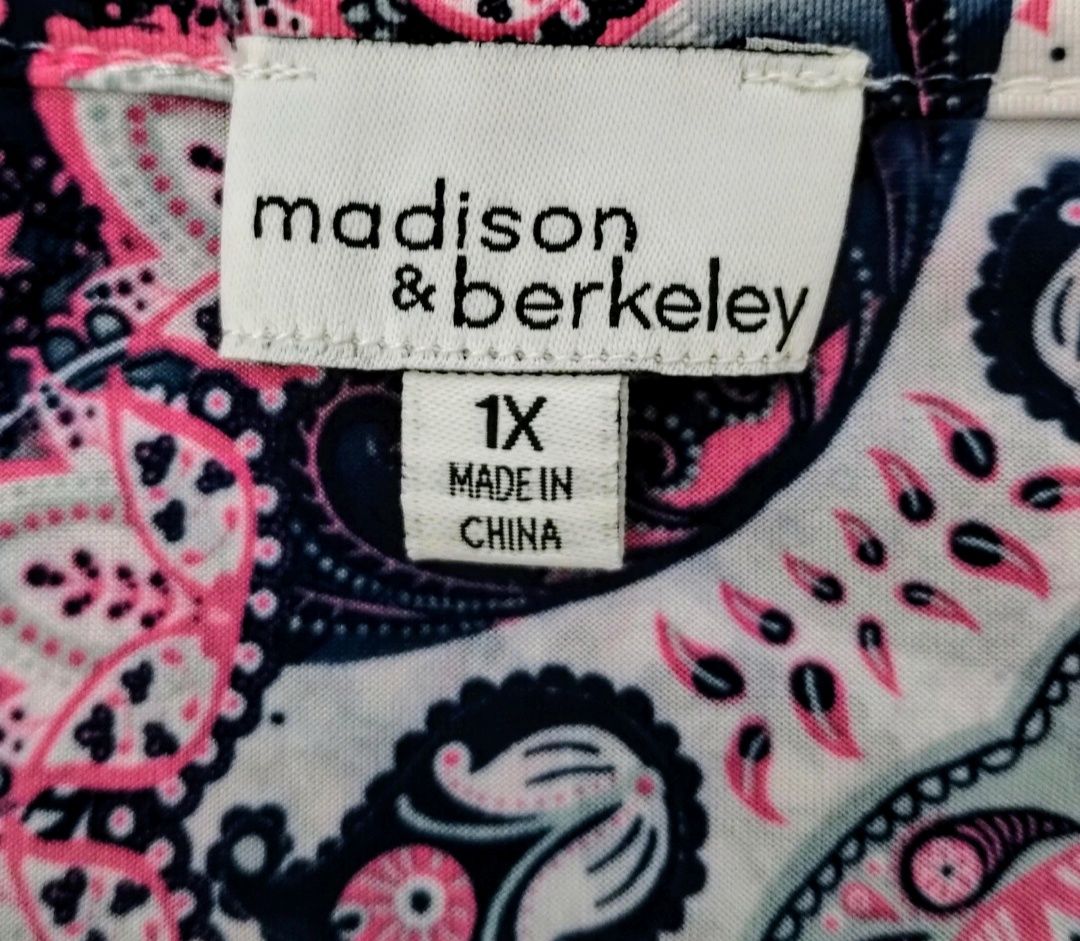 madison
& berkeley
1X
MADE IN
CHINA